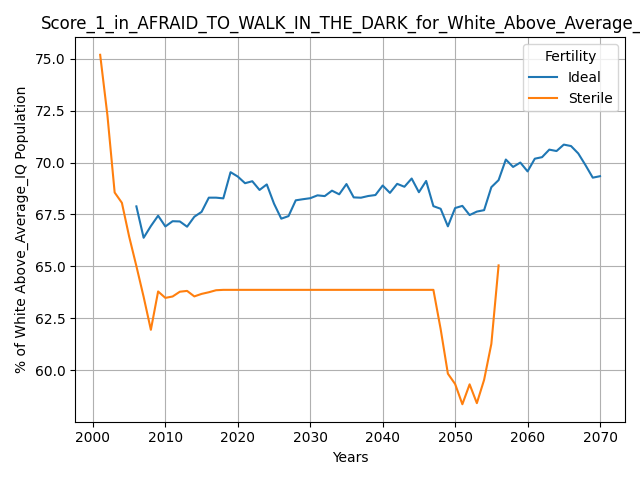 Score_1_in_AFRAID_TO_WALK_IN_THE_DARK_for_White_Above_Average_
Fertility
Ideal
Sterile
% of White Above_Average_IQ Population
75.0
72.5
70.0
67.5
65.0
62.5
60.0
2000 2010 2020 2030 2040 2050 2060 2070
Years